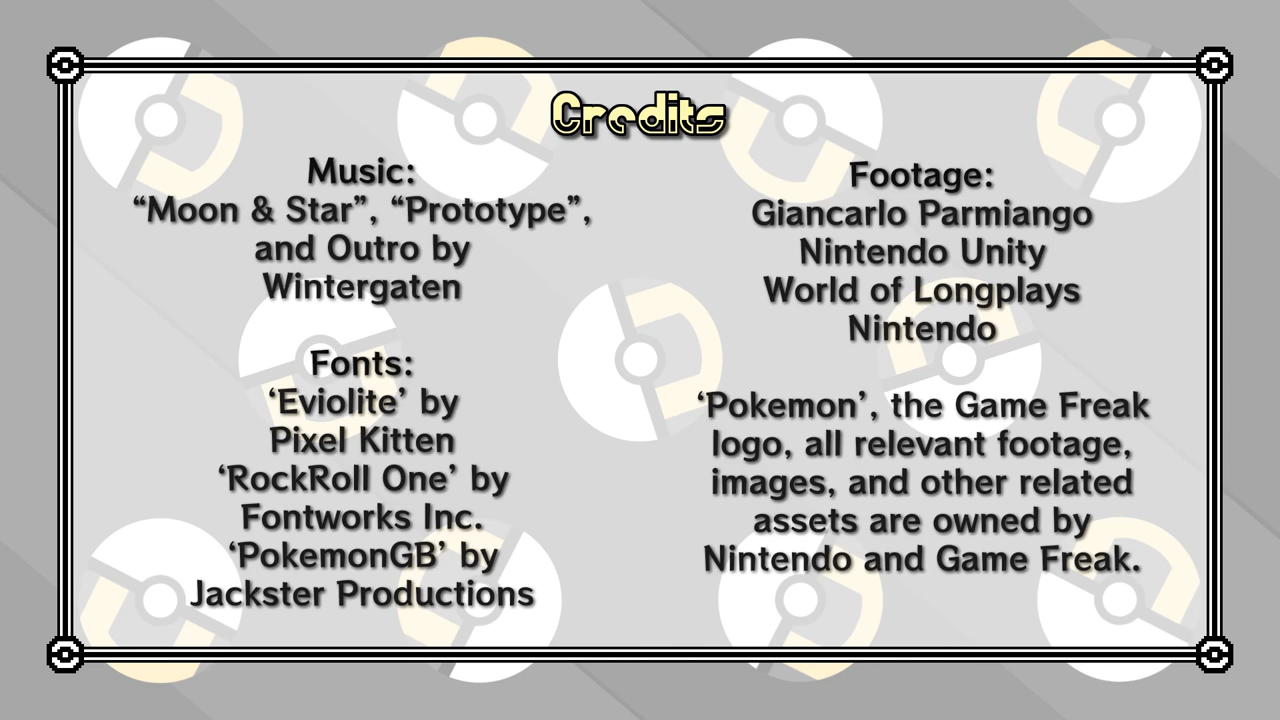 Credits
Music:
“Moon & Star”, “Prototype”,
and Outro by
Wintergaten
Fonts:
‘Eviolite’ by
Pixel Kitten
‘RockRoll One’ by
Fontworks Inc.
‘PokemonGB’ by
Jackster Productions
Footage:
Giancarlo Parmiango
Nintendo Unity
World of Longplays
Nintendo
‘Pokemon’, the Game Freak
logo, all relevant footage,
images, and other related
assets are owned by
Nintendo and Game Freak.